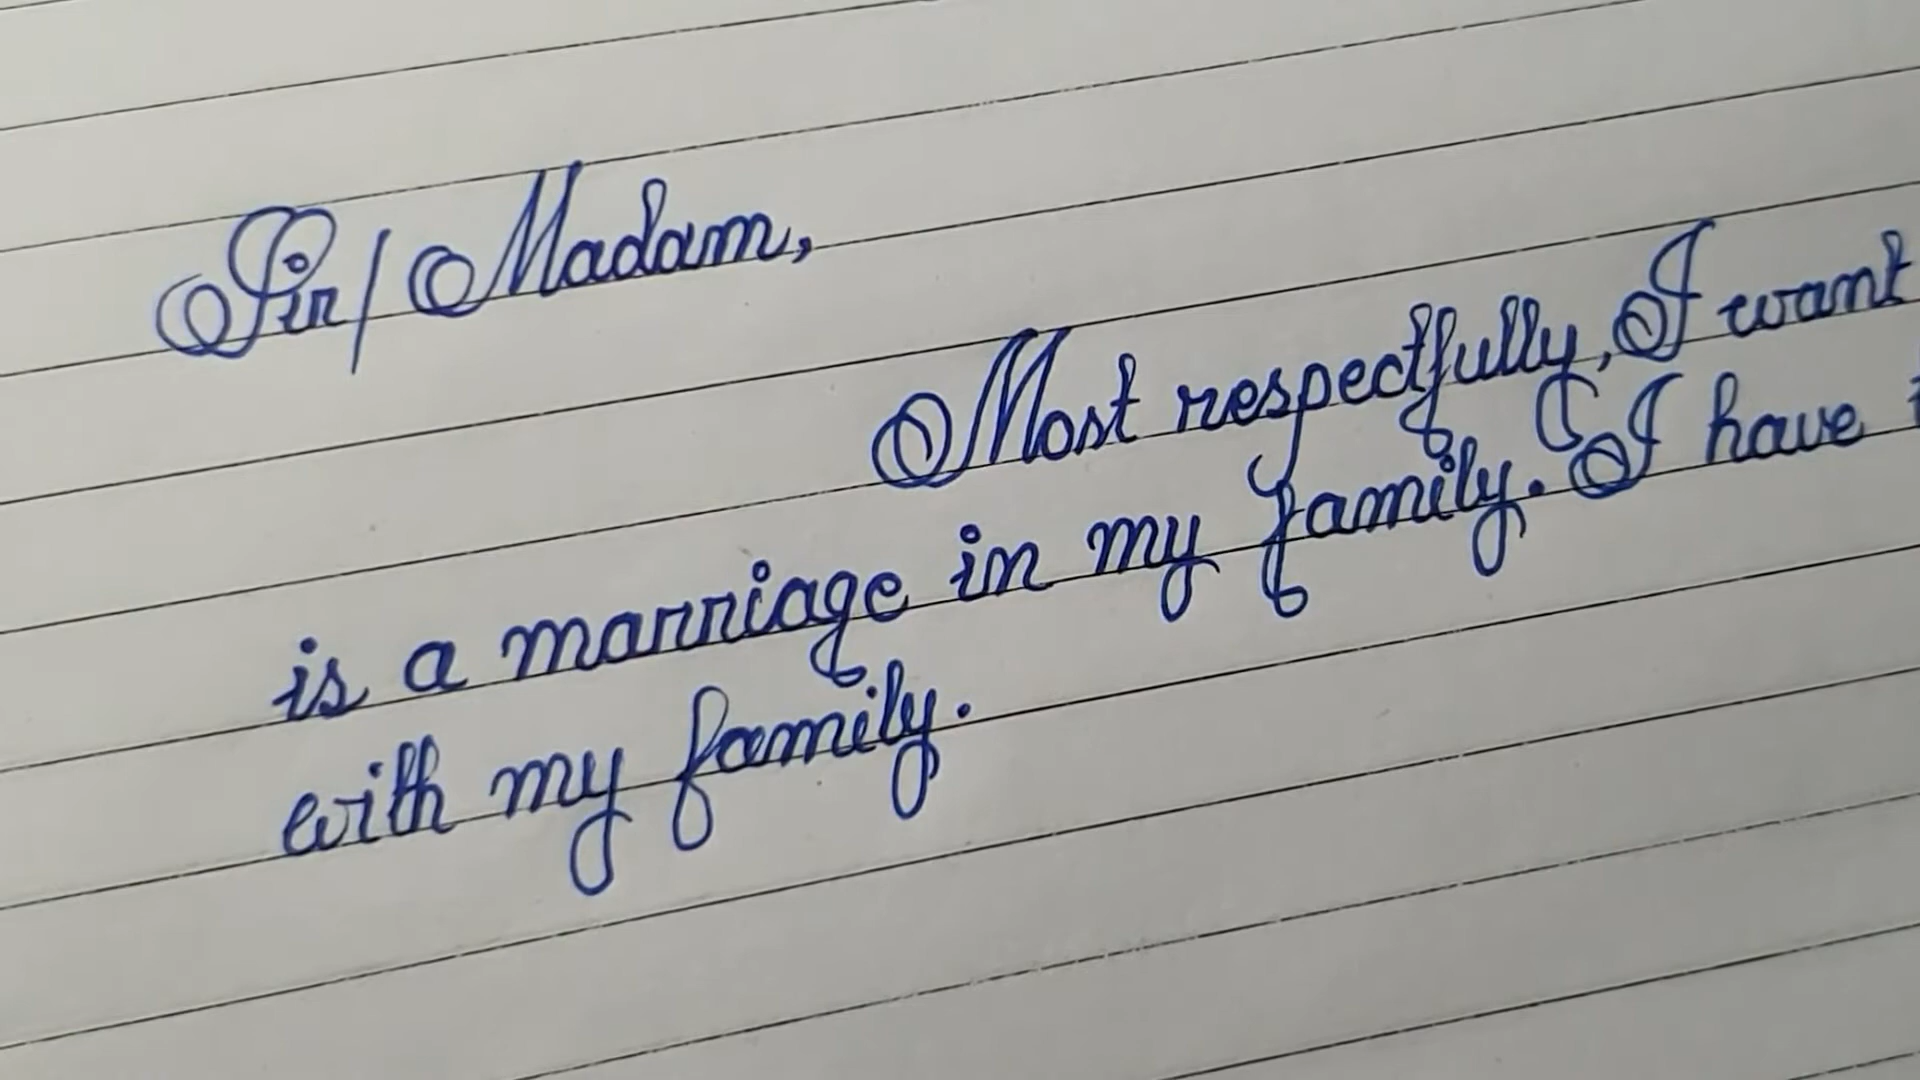 Sir/Madam,
Most respectfully, I want
is a marriage in my family. I have
with my family.